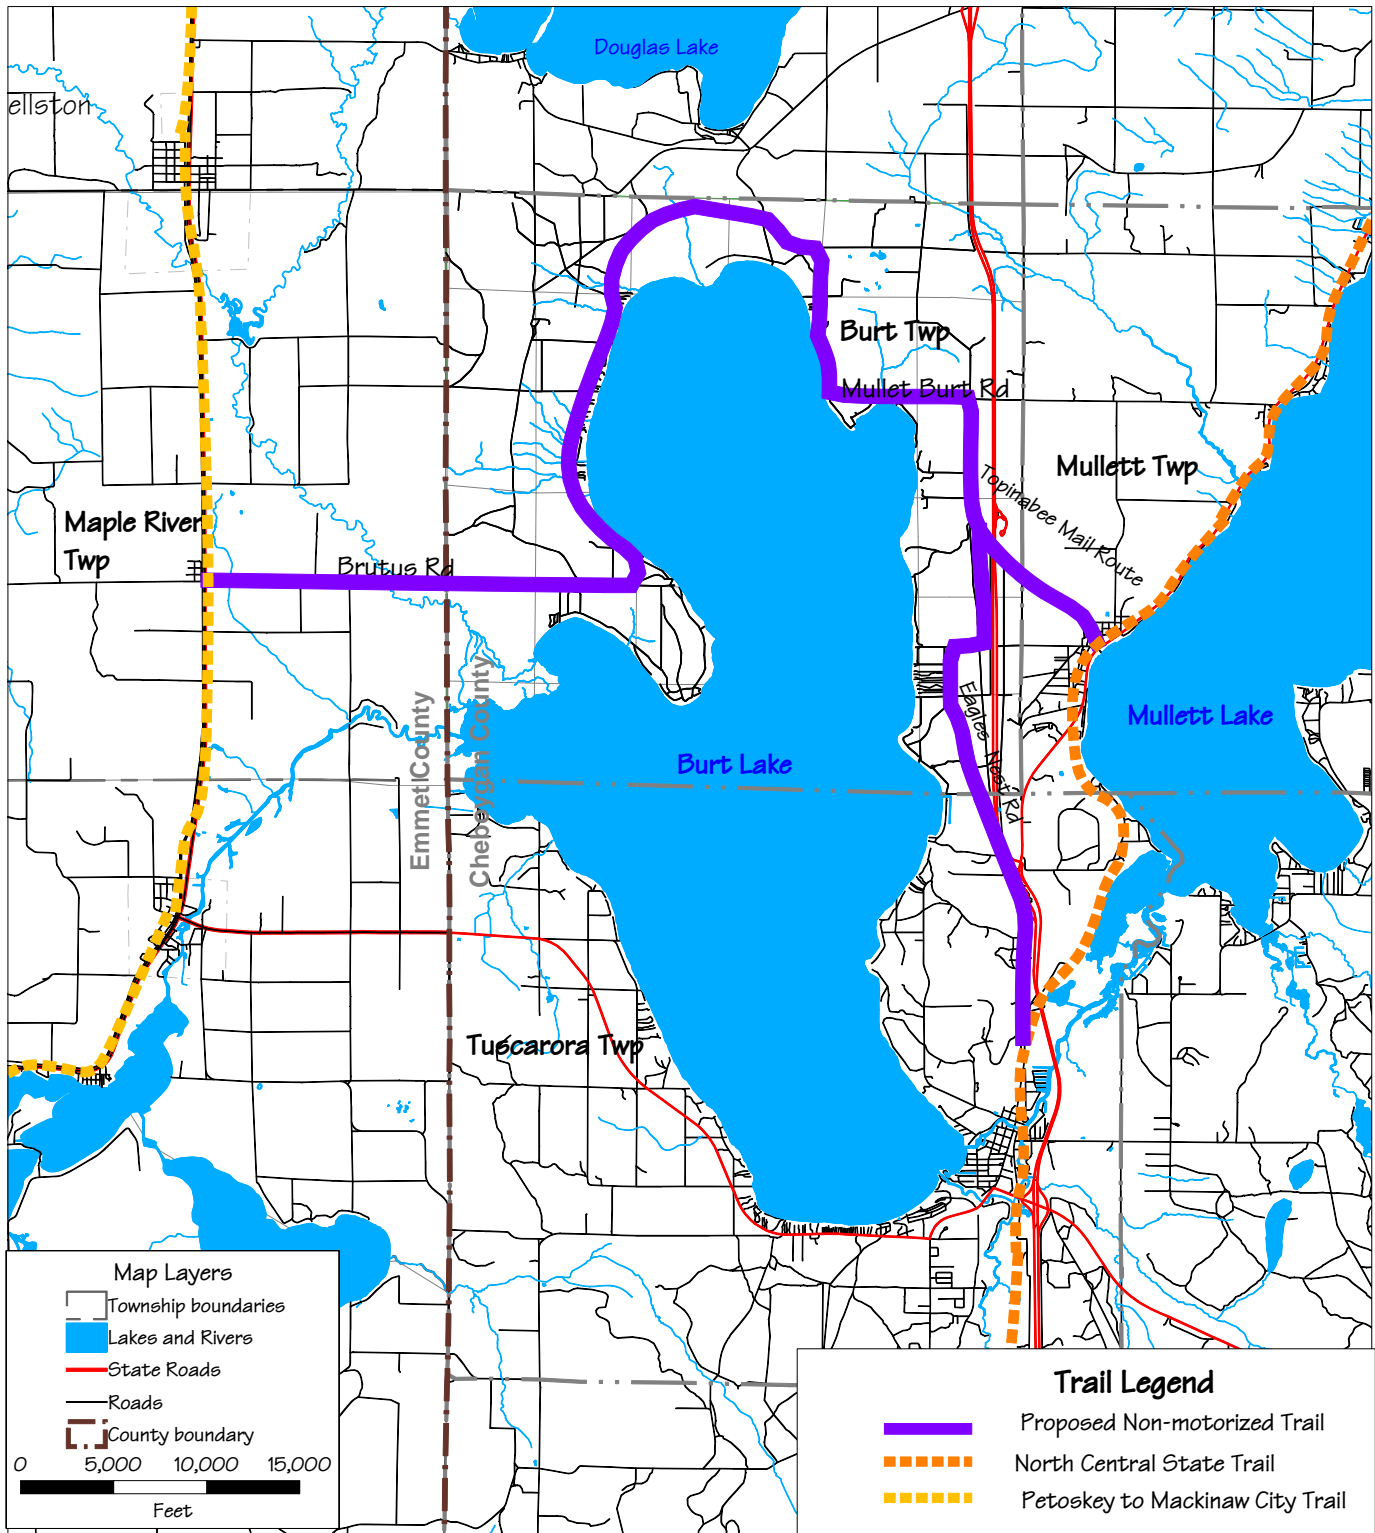 Douglas Lake
ellston
Burt Twp
Mullet Burt Rd
Mullett Twp
Topinabee Mail Route
Maple River
Twp
Brutus Rd
Emmet County
Cheboygan County
Eagles Nest Rd
Mullett Lake
Burt Lake
Tuscarora Twp
Map Layers
Township boundaries
Lakes and Rivers
State Roads
Roads
County boundary
0 5,000 10,000 15,000
Feet
Trail Legend
Proposed Non-motorized Trail
North Central State Trail
Petoskey to Mackinaw City Trail